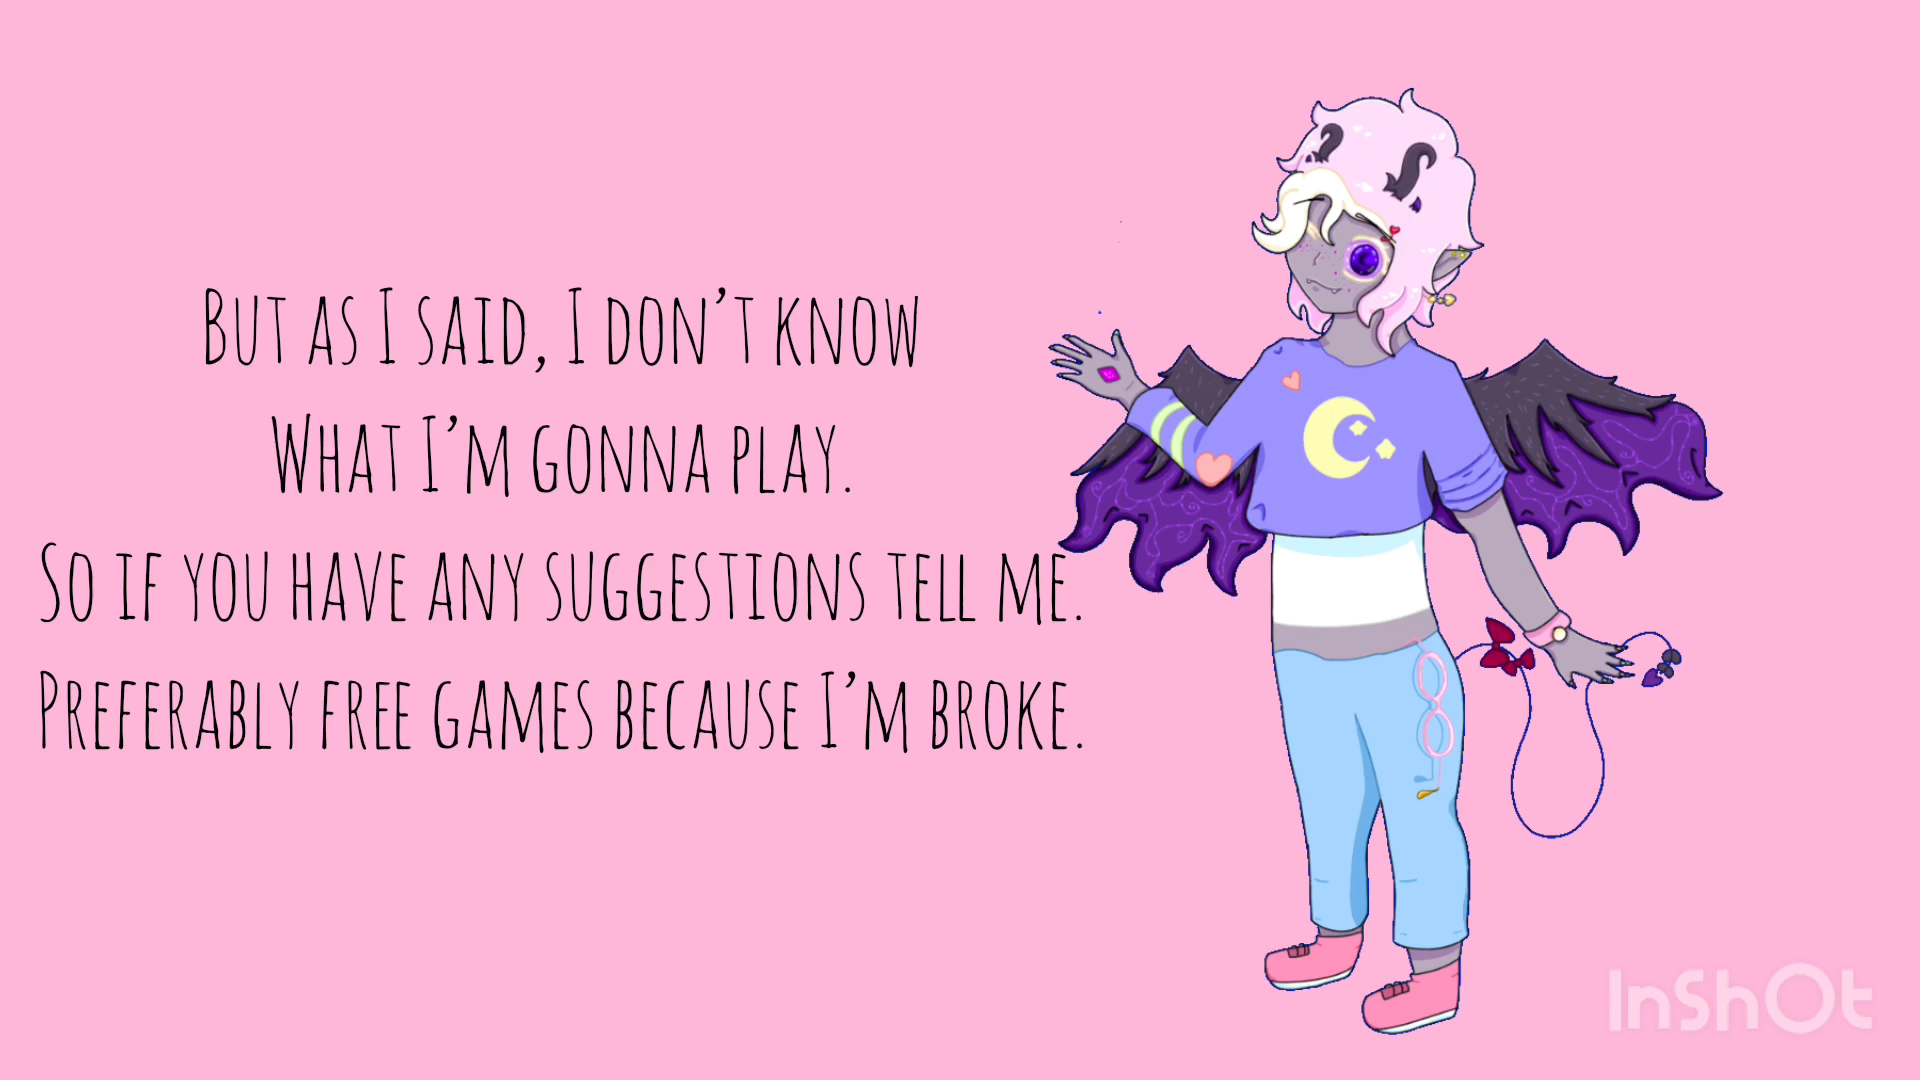 But as I said, I don't know
What I'm gonna play.
So if you have any suggestions tell me.
Preferably free games because I'm broke.
InShOt